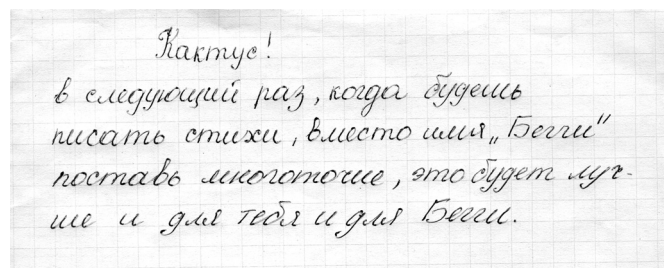 Кактус!
в следующий раз, когда будешь
писать стихи, вместо имя „Бегги"
поставь многоточие, это будет луч-
ше и для тебя и для Бегги.